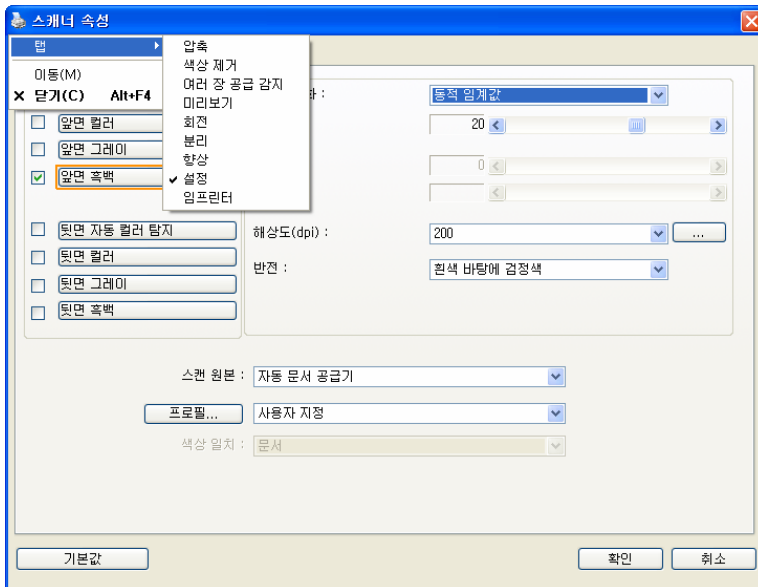 스캐너 속성
탭
압축
색상 제거
여러 장 공급 감지
미리보기
회전
분리
향상
설정
임프린터
이동(M)
닫기(C) Alt+F4
동적 임계값
앞면 컬러
20
앞면 그레이
0
앞면 흑백
뒷면 자동 컬러 탐지
해상도(dpi) :
200
...
뒷면 컬러
반전 :
흰색 바탕에 검정색
뒷면 그레이
뒷면 흑백
스캔 원본 :
자동 문서 공급기
프로필...
사용자 지정
색상 일치 :
문서
기본값
확인
취소